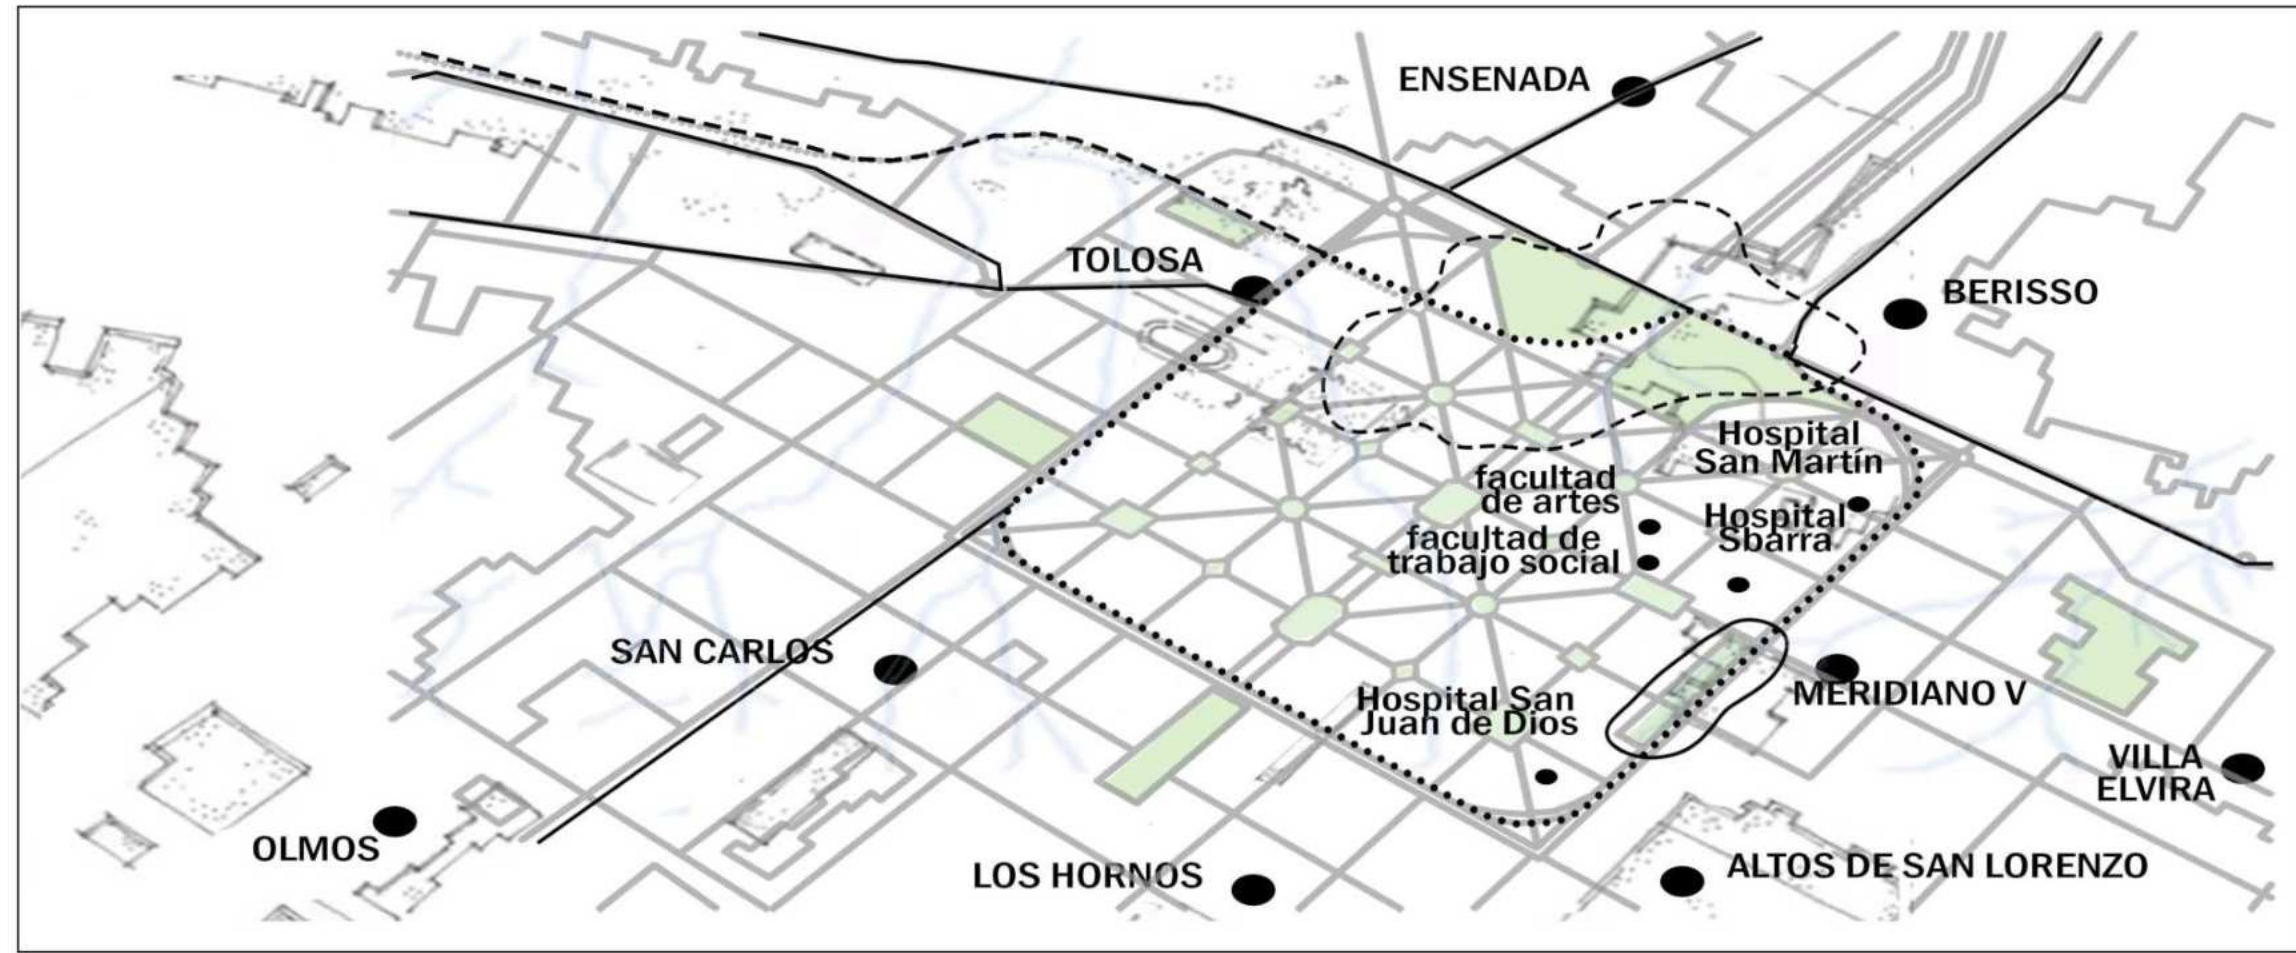 ENSENADA
TOLOSA
BERISSO
Hospital
San Martín
facultad
de artes
Hospital
Sbarra
facultad de
trabajo social
SAN CARLOS
MERIDIANO V
Hospital San
Juan de Dios
VILLA
ELVIRA
OLMOS
LOS HORNOS
ALTOS DE SAN LORENZO